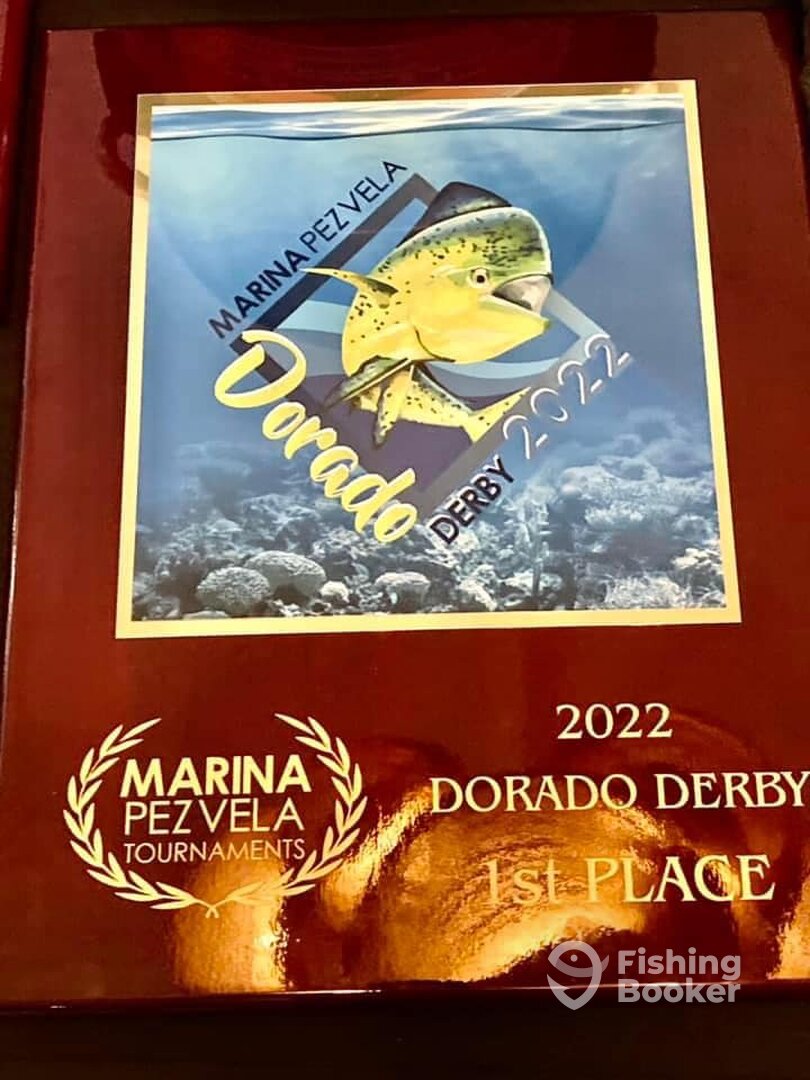 MARINA PEZ VELA
Dorado
DERBY 2022
MARINA
PEZ VELA
TOURNAMENTS
2022
DORADO DERBY
1st PLACE
Fishing
Booker